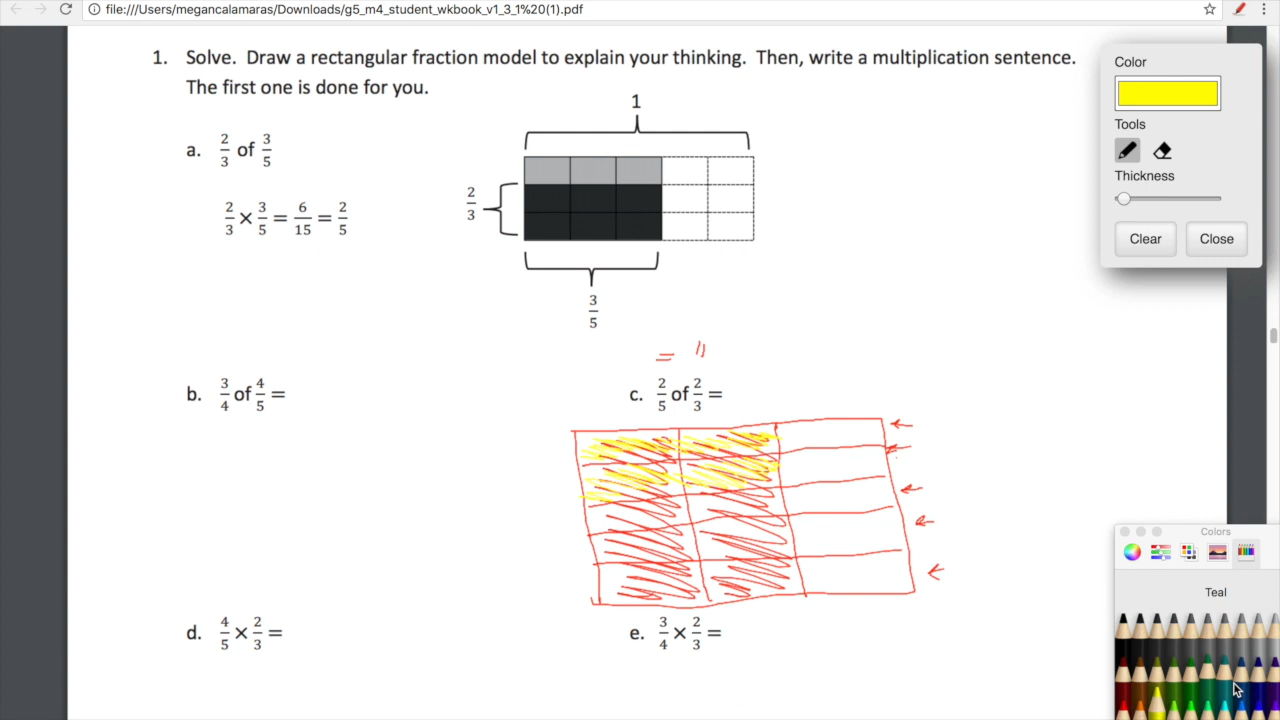 file:///Users/megancalamaras/Downloads/g5_m4_student_wkbook_v1_3_1%20(1).pdf
1. Solve. Draw a rectangular fraction model to explain your thinking. Then, write a multiplication sentence.
The first one is done for you.
1
a. 2/3 of 3/5
2/3 × 3/5 = 6/15 = 2/5
2/3
3/5
= "
b. 3/4 of 4/5 =
c. 2/5 of 2/3 =
d. 4/5 × 2/3 =
e. 3/4 × 2/3 =
Color
Tools
Thickness
Clear Close
Colors
Teal